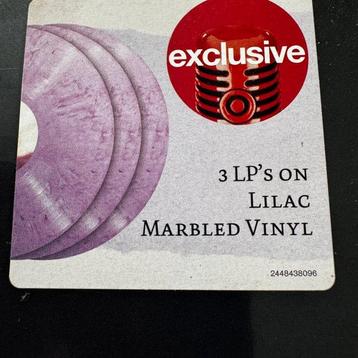 exclusive
3 LP's on
Lilac
Marbled Vinyl
2448438096